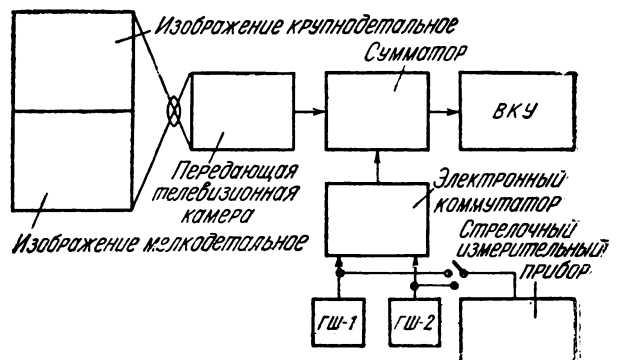 Изображение крупнодетальное
Сумматор
ВКУ
Передающая
телевизионная
камера
Электронный
коммутатор
Изображение мелкодетальное
Стрелочный
измерительный
прибор
ГШ-1
ГШ-2